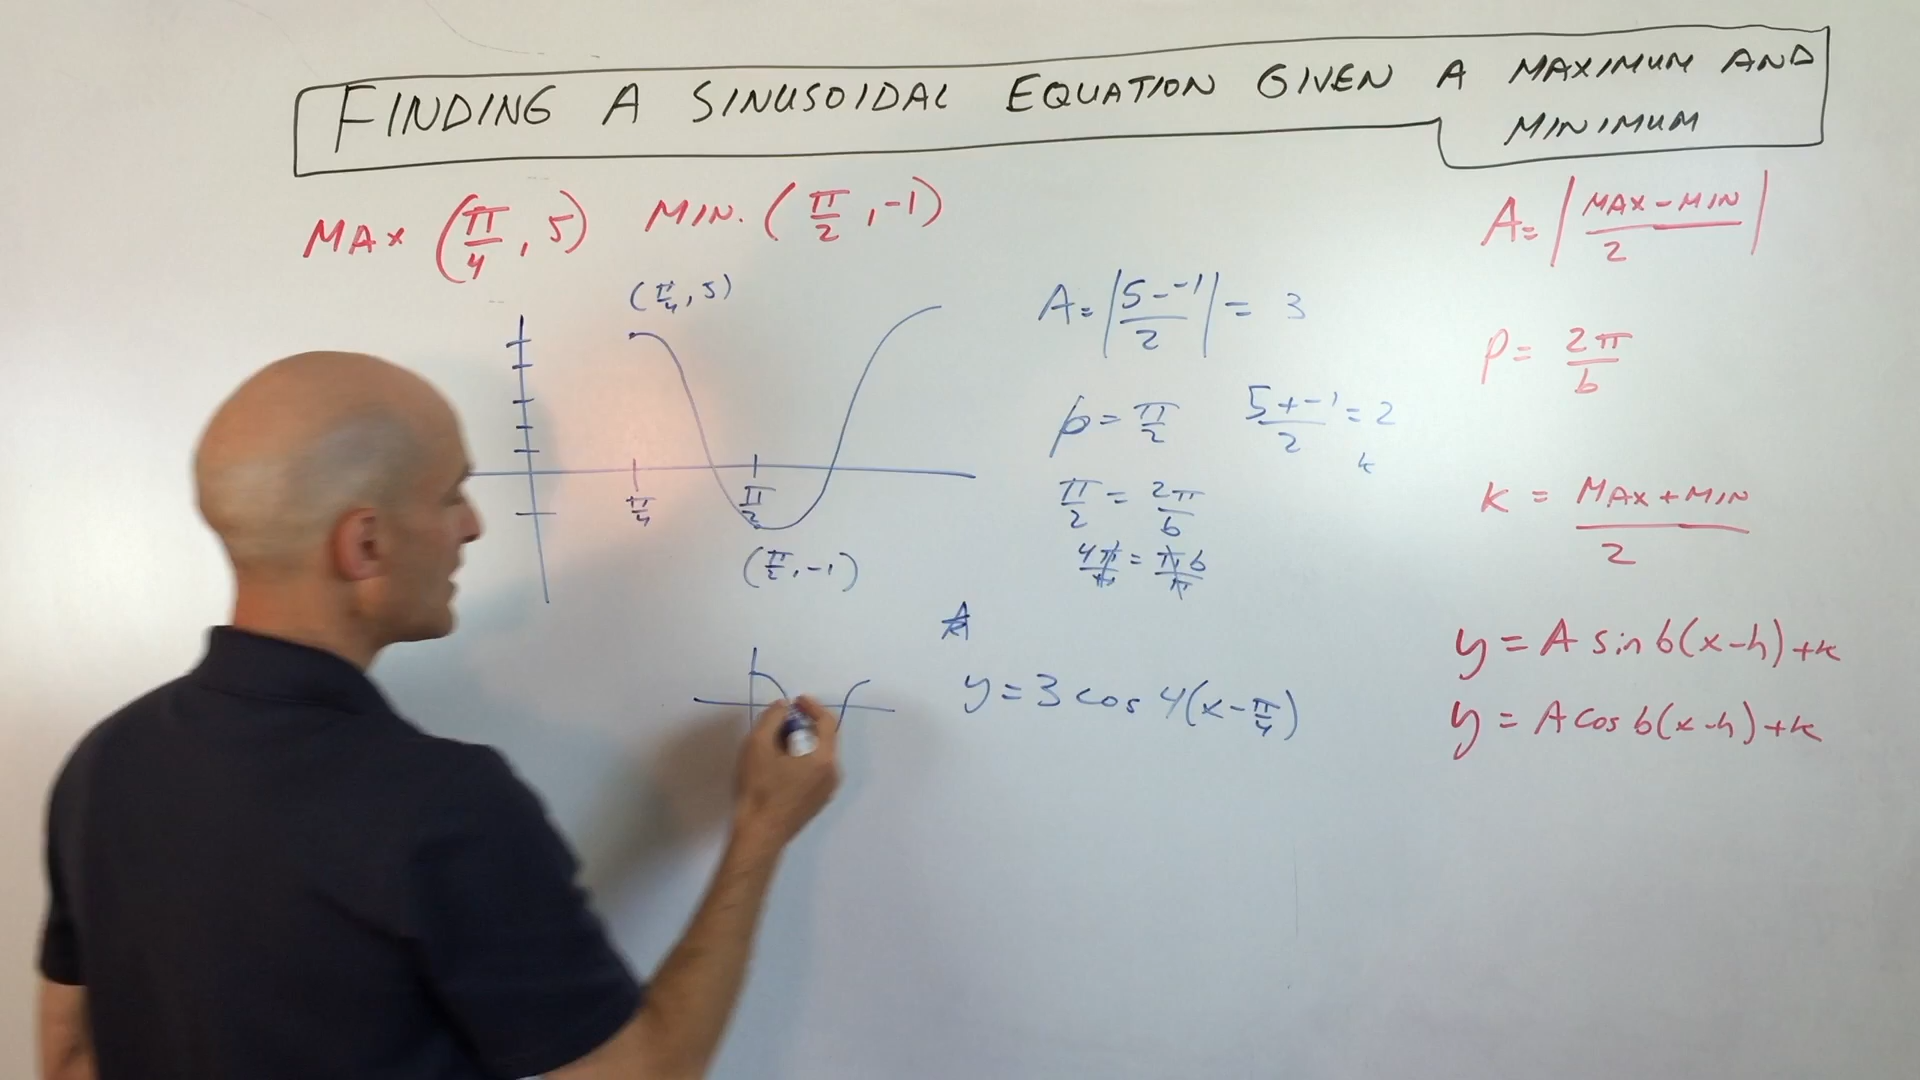 FINDING A SINUSOIDAL EQUATION GIVEN A MAXIMUM AND
MINIMUM
MAX (π/4, 5) MIN. (π/2, -1)
A = |MAX - MIN / 2|
(π/4, 5)
A = |5 - -1 / 2| = 3
P = 2π/b
p = π/2
5 + -1 / 2 = 2
k
π/4
π/2
π/2 = 2π/b
k = MAX + MIN / 2
(π/2, -1)
4π/π = πb/π
y = A sin b(x-h) + k
y = 3 cos 4(x - π/4)
y = A cos b(x-h) + k